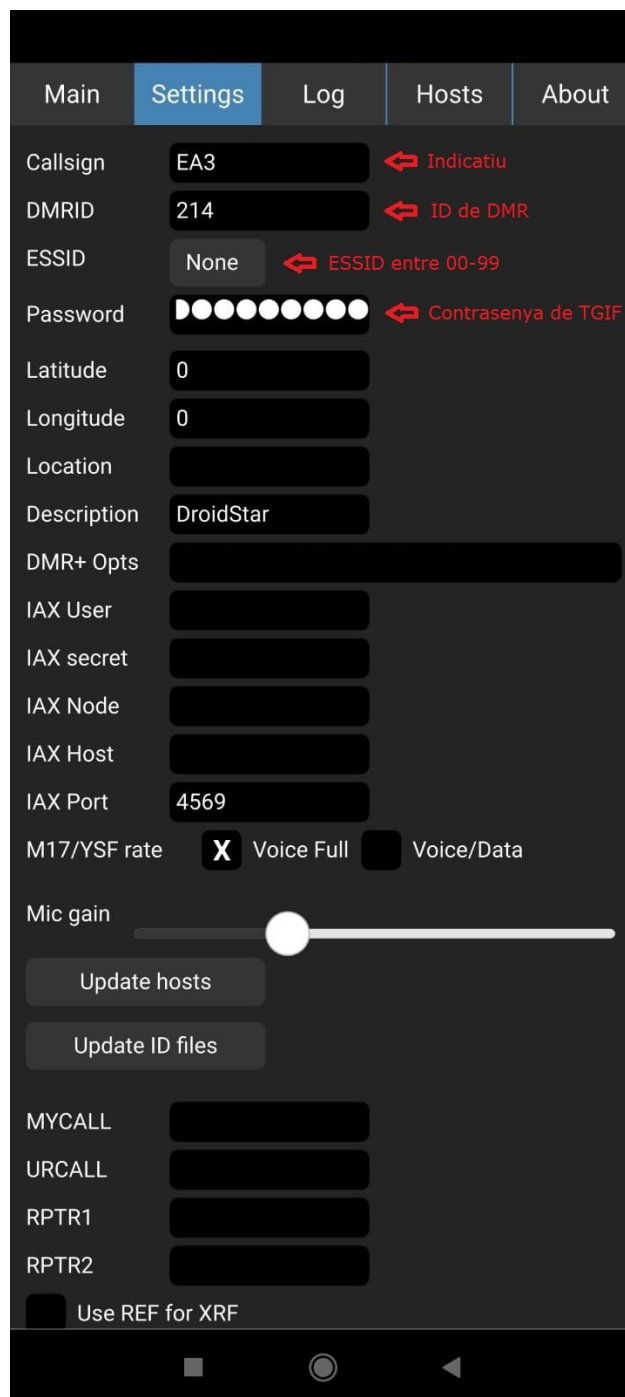 Main Settings Log Hosts About
Callsign EA3 Indicatiu
DMRID 214 ID de DMR
ESSID None ESSID entre 00-99
Password Contrasenya de TGIF
Latitude 0
Longitude 0
Location
Description DroidStar
DMR+ Opts
IAX User
IAX secret
IAX Node
IAX Host
IAX Port 4569
M17/YSF rate X Voice Full Voice/Data
Mic gain
Update hosts
Update ID files
MYCALL
URCALL
RPTR1
RPTR2
Use REF for XRF